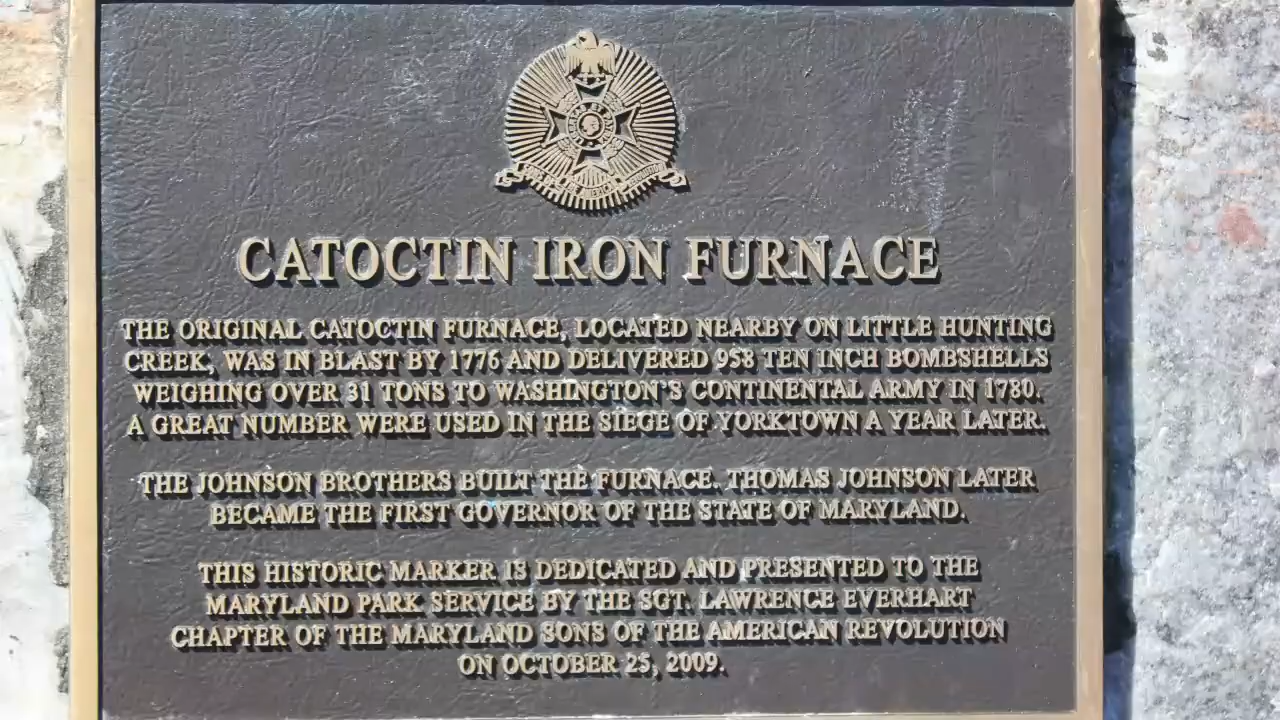 CATOCTIN IRON FURNACE
THE ORIGINAL CATOCTIN FURNACE, LOCATED NEARBY ON LITTLE HUNTING
CREEK, WAS IN BLAST BY 1776 AND DELIVERED 958 TEN INCH BOMBSHELLS
WEIGHING OVER 31 TONS TO WASHINGTON'S CONTINENTAL ARMY IN 1780.
A GREAT NUMBER WERE USED IN THE SIEGE OF YORKTOWN A YEAR LATER.
THE JOHNSON BROTHERS BUILT THE FURNACE. THOMAS JOHNSON LATER
BECAME THE FIRST GOVERNOR OF THE STATE OF MARYLAND.
THIS HISTORIC MARKER IS DEDICATED AND PRESENTED TO THE
MARYLAND PARK SERVICE BY THE SGT. LAWRENCE EVERHART
CHAPTER OF THE MARYLAND SONS OF THE AMERICAN REVOLUTION
ON OCTOBER 25, 2009.